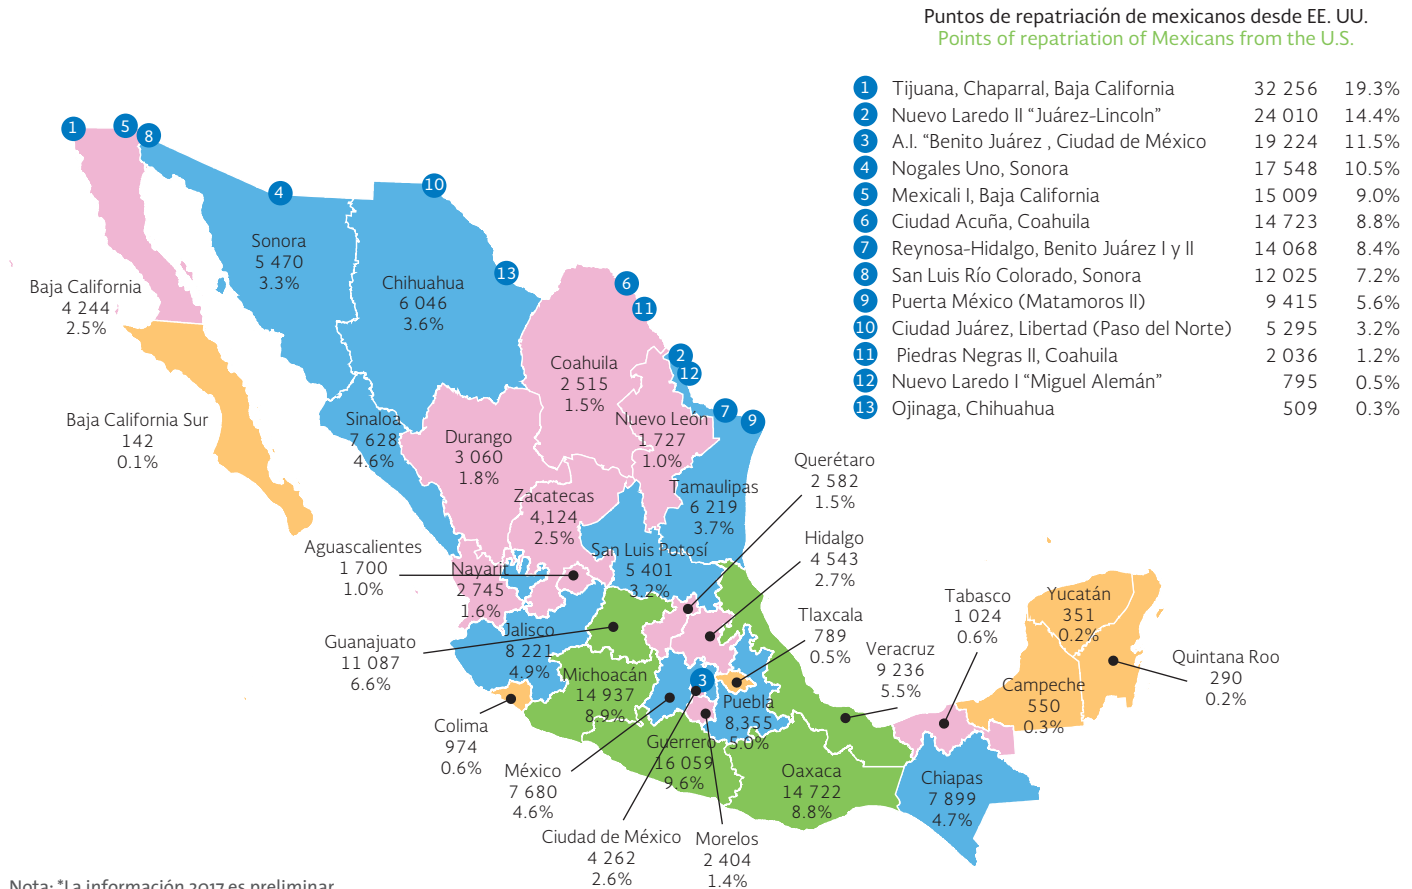 Puntos de repatriación de mexicanos desde EE. UU.
Points of repatriation of Mexicans from the U.S.
1 Tijuana, Chaparral, Baja California 32 256 19.3%
2 Nuevo Laredo II “Juárez-Lincoln” 24 010 14.4%
3 A.I. “Benito Juárez , Ciudad de México 19 224 11.5%
4 Nogales Uno, Sonora 17 548 10.5%
5 Mexicali I, Baja California 15 009 9.0%
6 Ciudad Acuña, Coahuila 14 723 8.8%
7 Reynosa-Hidalgo, Benito Juárez I y II 14 068 8.4%
8 San Luis Río Colorado, Sonora 12 025 7.2%
9 Puerta México (Matamoros II) 9 415 5.6%
10 Ciudad Juárez, Libertad (Paso del Norte) 5 295 3.2%
11 Piedras Negras II, Coahuila 2 036 1.2%
12 Nuevo Laredo I “Miguel Alemán” 795 0.5%
13 Ojinaga, Chihuahua 509 0.3%
1
5
8
4
10
13
6
11
2
12
7
9
3
Baja California
4 244
2.5%
Sonora
5 470
3.3%
Chihuahua
6 046
3.6%
Coahuila
2 515
1.5%
Baja California Sur
142
0.1%
Sinaloa
7 628
4.6%
Durango
3 060
1.8%
Nuevo León
1 727
1.0%
Zacatecas
4,124
2.5%
Tamaulipas
6 219
3.7%
Querétaro
2 582
1.5%
Aguascalientes
1 700
1.0%
Nayarit
2 745
1.6%
San Luis Potosí
5 401
3.2%
Hidalgo
4 543
2.7%
Guanajuato
11 087
6.6%
Jalisco
8 221
4.9%
Tlaxcala
789
0.5%
Veracruz
9 236
5.5%
Tabasco
1 024
0.6%
Yucatán
351
0.2%
Quintana Roo
290
0.2%
Campeche
550
0.3%
Michoacán
14 937
8.9%
Colima
974
0.6%
Puebla
8,355
5.0%
México
7 680
4.6%
Guerrero
16 059
9.6%
Oaxaca
14 722
8.8%
Chiapas
7 899
4.7%
Ciudad de México
4 262
2.6%
Morelos
2 404
1.4%
Nota: *La información 2017 es preliminar